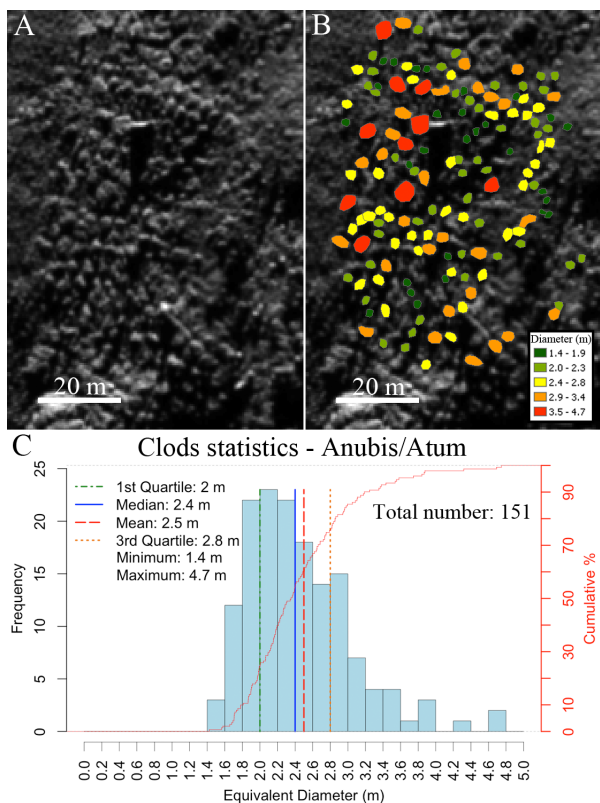 A
B
20 m
20 m
Diameter (m)
1.4 - 1.9
2.0 - 2.3
2.4 - 2.8
2.9 - 3.4
3.5 - 4.7
C
Clods statistics - Anubis/Atum
1st Quartile: 2 m
Median: 2.4 m
Mean: 2.5 m
3rd Quartile: 2.8 m
Minimum: 1.4 m
Maximum: 4.7 m
Total number: 151
Frequency
0
5
10
15
20
25
Cumulative %
0
10
20
30
50
70
90
0.0 0.2 0.4 0.6 0.8 1.0 1.2 1.4 1.6 1.8 2.0 2.2 2.4 2.6 2.8 3.0 3.2 3.4 3.6 3.8 4.0 4.2 4.4 4.6 4.8 5.0
Equivalent Diameter (m)